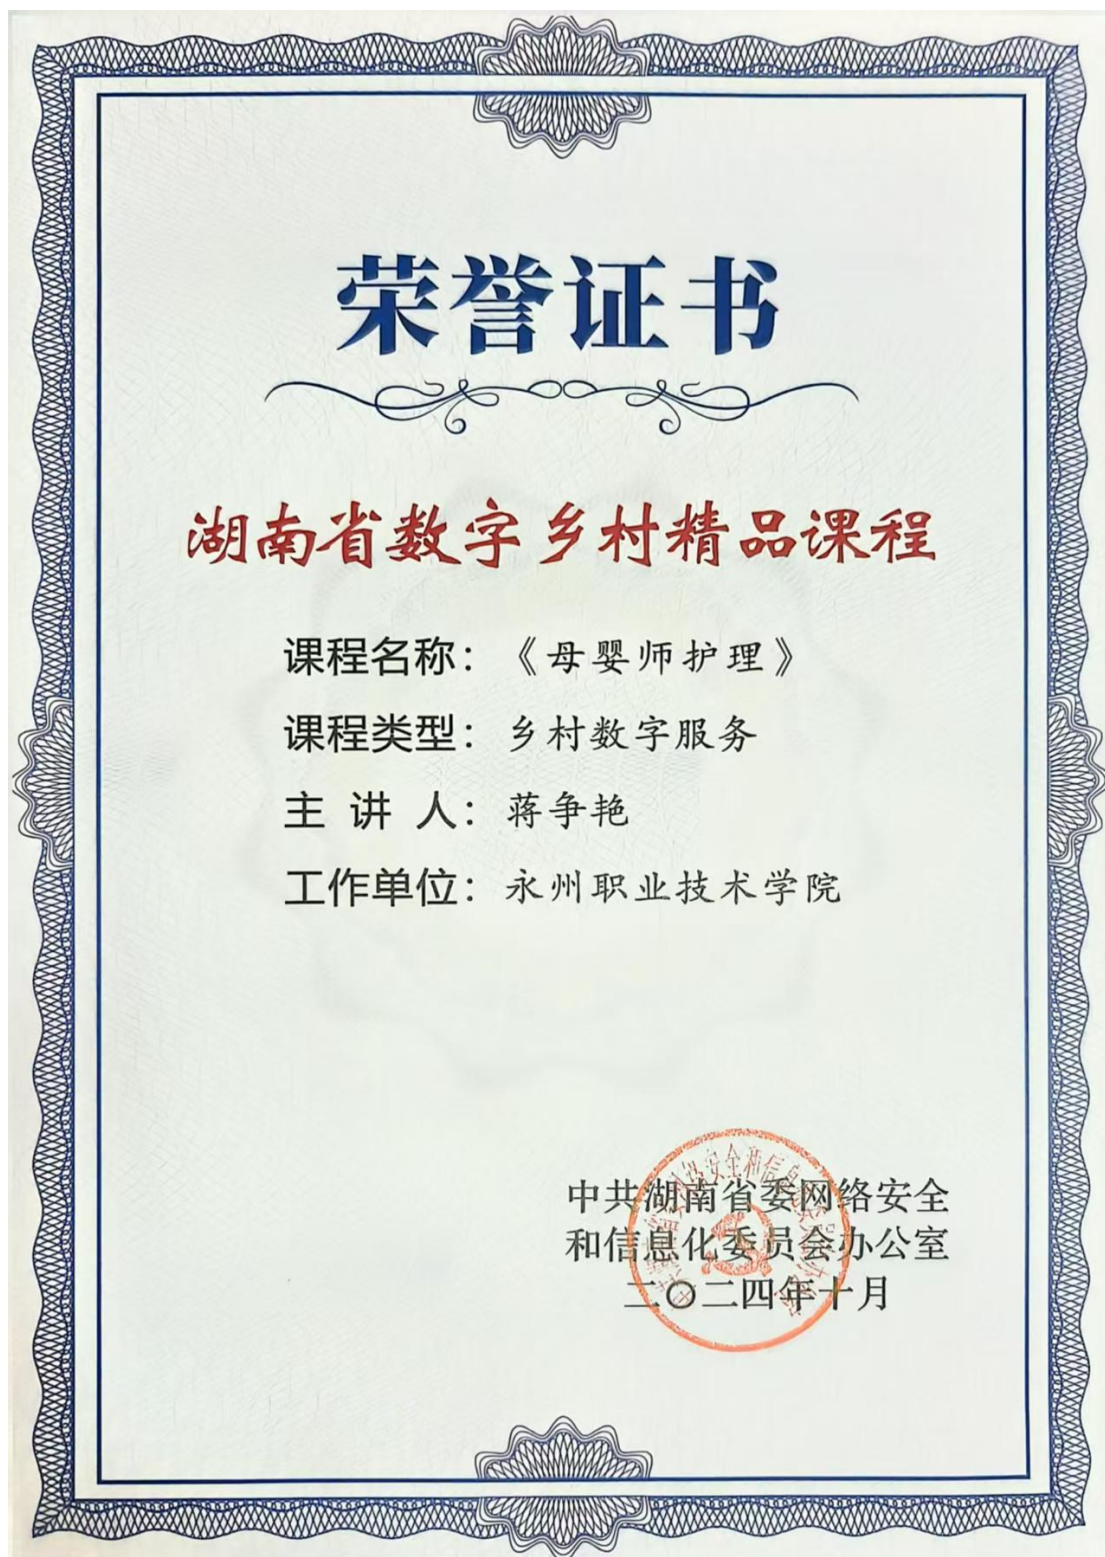 荣誉证书
湖南省数字乡村精品课程
课程名称：《母婴师护理》
课程类型：乡村数字服务
主讲人：蒋争艳
工作单位：永州职业技术学院
中共湖南省委网络安全
和信息化委员会办公室
二〇二四年十月